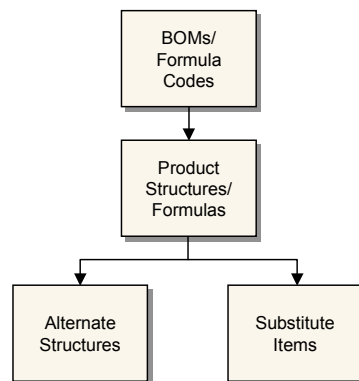 BOMs/
Formula
Codes
Product
Structures/
Formulas
Alternate
Structures
Substitute
Items